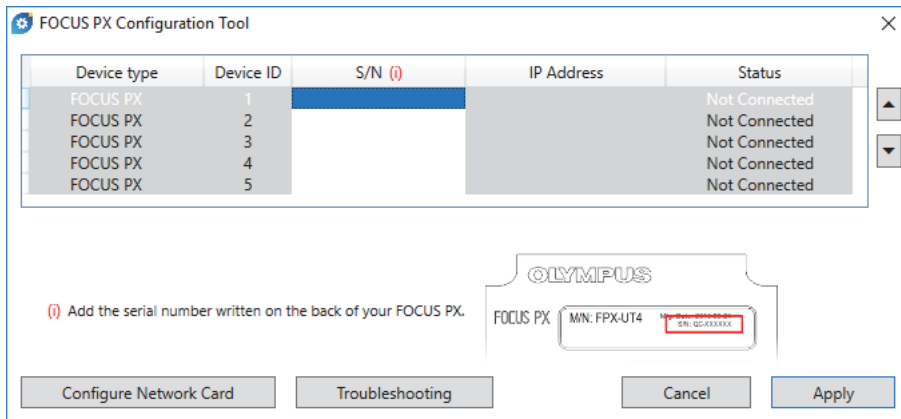 FOCUS PX Configuration Tool
Device type Device ID S/N (i) IP Address Status
FOCUS PX 1 Not Connected
FOCUS PX 2 Not Connected
FOCUS PX 3 Not Connected
FOCUS PX 4 Not Connected
FOCUS PX 5 Not Connected
OLYMPUS
(i) Add the serial number written on the back of your FOCUS PX.
FOCUS PX M/N: FPX-UT4
S/N: QC-XXXXXX
Configure Network Card Troubleshooting Cancel Apply